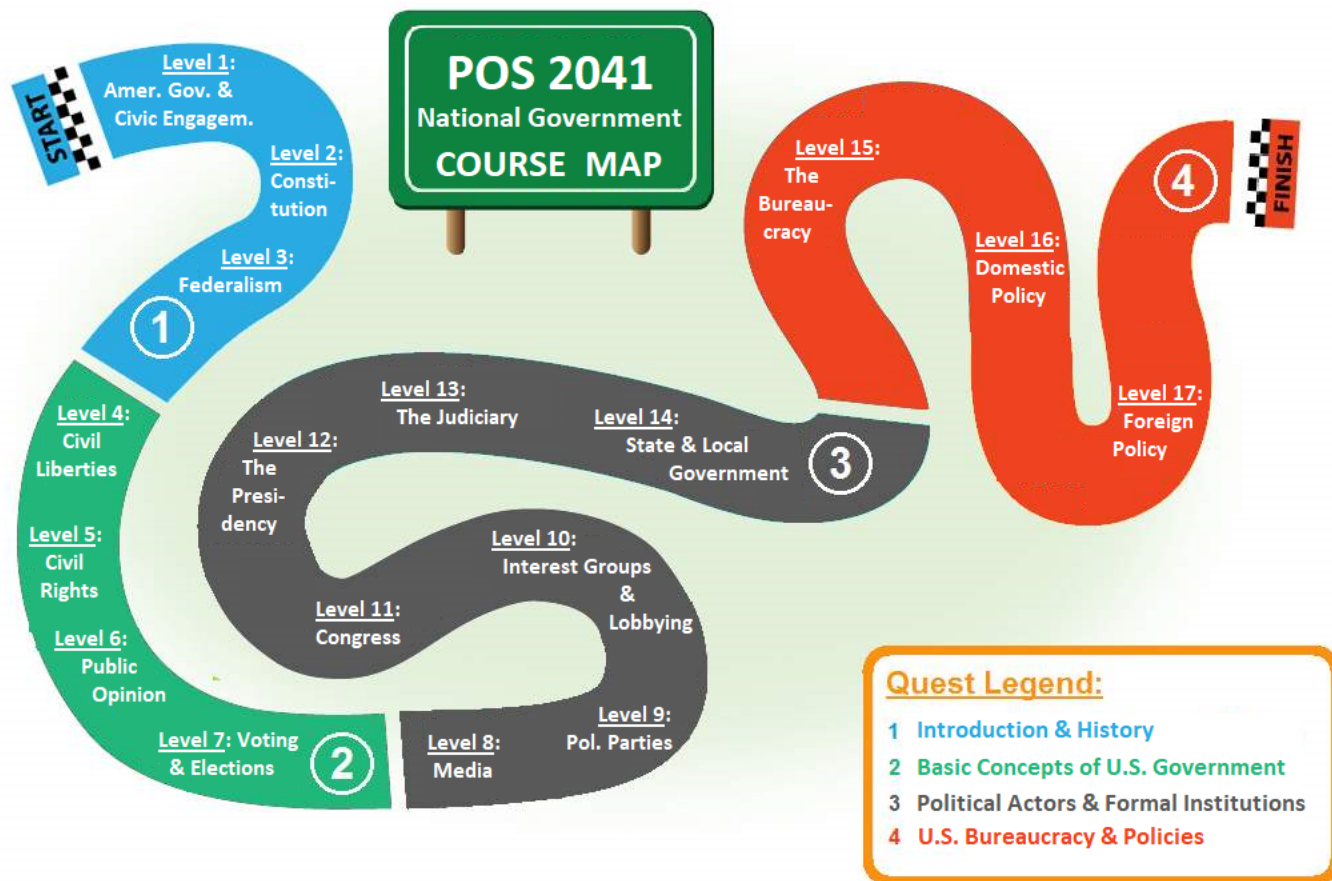 START
Level 1:
Amer. Gov. &
Civic Engagem.
Level 2:
Consti-
tution
Level 3:
Federalism
1
POS 2041
National Government
COURSE MAP
Level 4:
Civil
Liberties
Level 5:
Civil
Rights
Level 6:
Public
Opinion
Level 7: Voting
& Elections
2
Level 8:
Media
Level 9:
Pol. Parties
Level 10:
Interest Groups
&
Lobbying
Level 11:
Congress
Level 12:
The
Presi-
dency
Level 13:
The Judiciary
Level 14:
State & Local
Government
3
Level 15:
The
Bureau-
cracy
Level 16:
Domestic
Policy
Level 17:
Foreign
Policy
4
FINISH
Quest Legend:
1 Introduction & History
2 Basic Concepts of U.S. Government
3 Political Actors & Formal Institutions
4 U.S. Bureaucracy & Policies